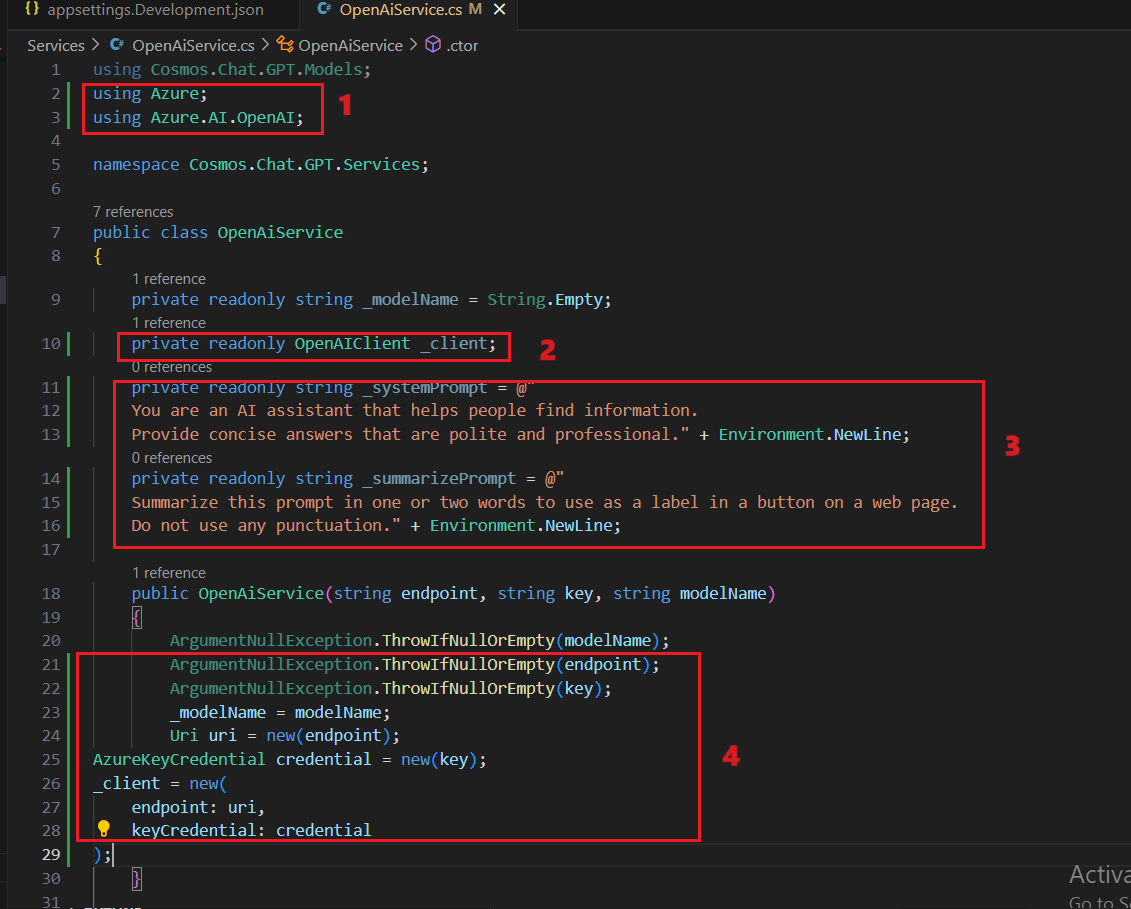 {} appsettings.Development.json C# OpenAiService.cs M ×
Services > C# OpenAiService.cs > OpenAiService > .ctor
1 using Cosmos.Chat.GPT.Models;
2 using Azure;
1
3 using Azure.AI.OpenAI;
4
5 namespace Cosmos.Chat.GPT.Services;
6
7 references
7 public class OpenAiService
8 {
1 reference
9 private readonly string _modelName = String.Empty;
1 reference
10 private readonly OpenAIClient _client;
2
0 references
11 private readonly string _systemPrompt = @"
12 You are an AI assistant that helps people find information.
13 Provide concise answers that are polite and professional." + Environment.NewLine;
3
0 references
14 private readonly string _summarizePrompt = @"
15 Summarize this prompt in one or two words to use as a label in a button on a web page.
16 Do not use any punctuation." + Environment.NewLine;
17
1 reference
18 public OpenAiService(string endpoint, string key, string modelName)
19 {
20 ArgumentNullException.ThrowIfNullOrEmpty(modelName);
21 ArgumentNullException.ThrowIfNullOrEmpty(endpoint);
22 ArgumentNullException.ThrowIfNullOrEmpty(key);
23 _modelName = modelName;
24 Uri uri = new(endpoint);
25 AzureKeyCredential credential = new(key);
4
26 _client = new(
27 endpoint: uri,
28 keyCredential: credential
29 );
30 }
Activa
31
Go to Se